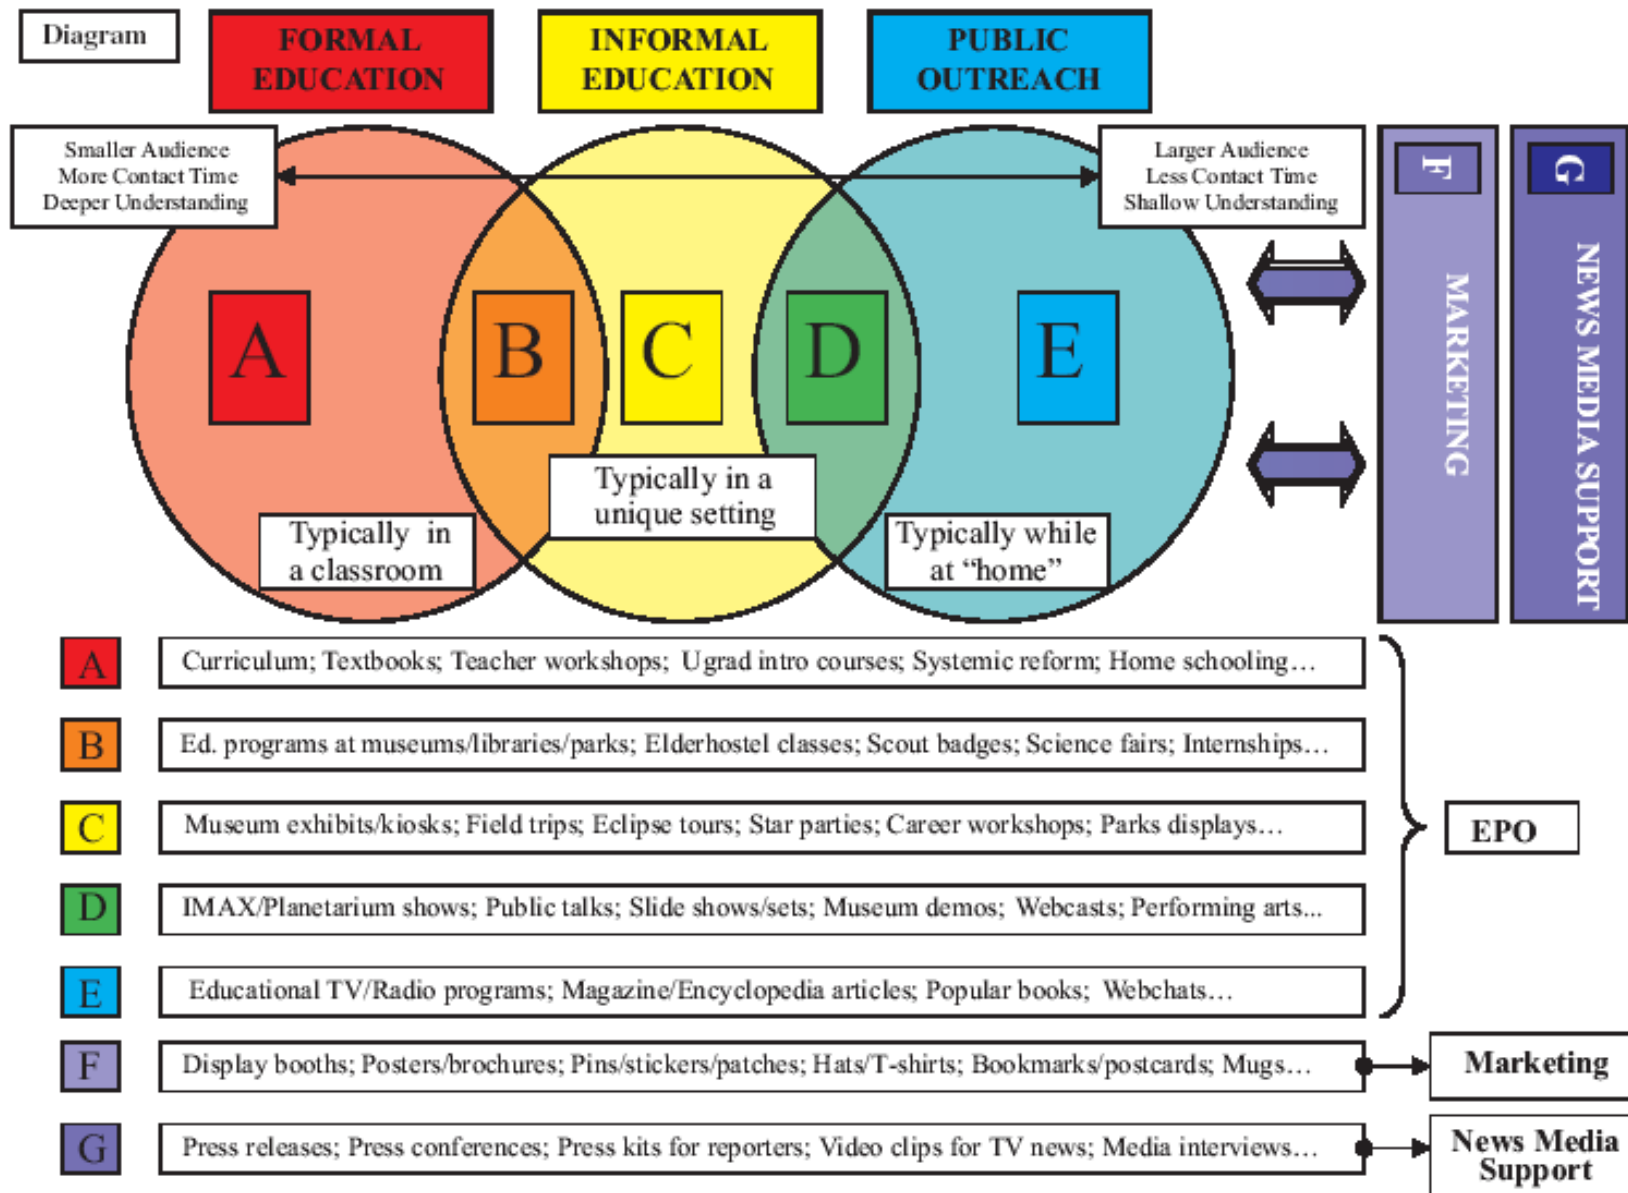 Diagram
FORMAL
EDUCATION
INFORMAL
EDUCATION
PUBLIC
OUTREACH
Smaller Audience
More Contact Time
Deeper Understanding
Larger Audience
Less Contact Time
Shallow Understanding
F
MARKETING
G
NEWS MEDIA SUPPORT
A
B
C
D
E
Typically in
a classroom
Typically in a
unique setting
Typically while
at “home”
A
Curriculum; Textbooks; Teacher workshops; Ugrad intro courses; Systemic reform; Home schooling…
B
Ed. programs at museums/libraries/parks; Elderhostel classes; Scout badges; Science fairs; Internships…
C
Museum exhibits/kiosks; Field trips; Eclipse tours; Star parties; Career workshops; Parks displays…
D
IMAX/Planetarium shows; Public talks; Slide shows/sets; Museum demos; Webcasts; Performing arts...
E
Educational TV/Radio programs; Magazine/Encyclopedia articles; Popular books; Webchats…
EPO
F
Display booths; Posters/brochures; Pins/stickers/patches; Hats/T-shirts; Bookmarks/postcards; Mugs…
Marketing
G
Press releases; Press conferences; Press kits for reporters; Video clips for TV news; Media interviews…
News Media
Support